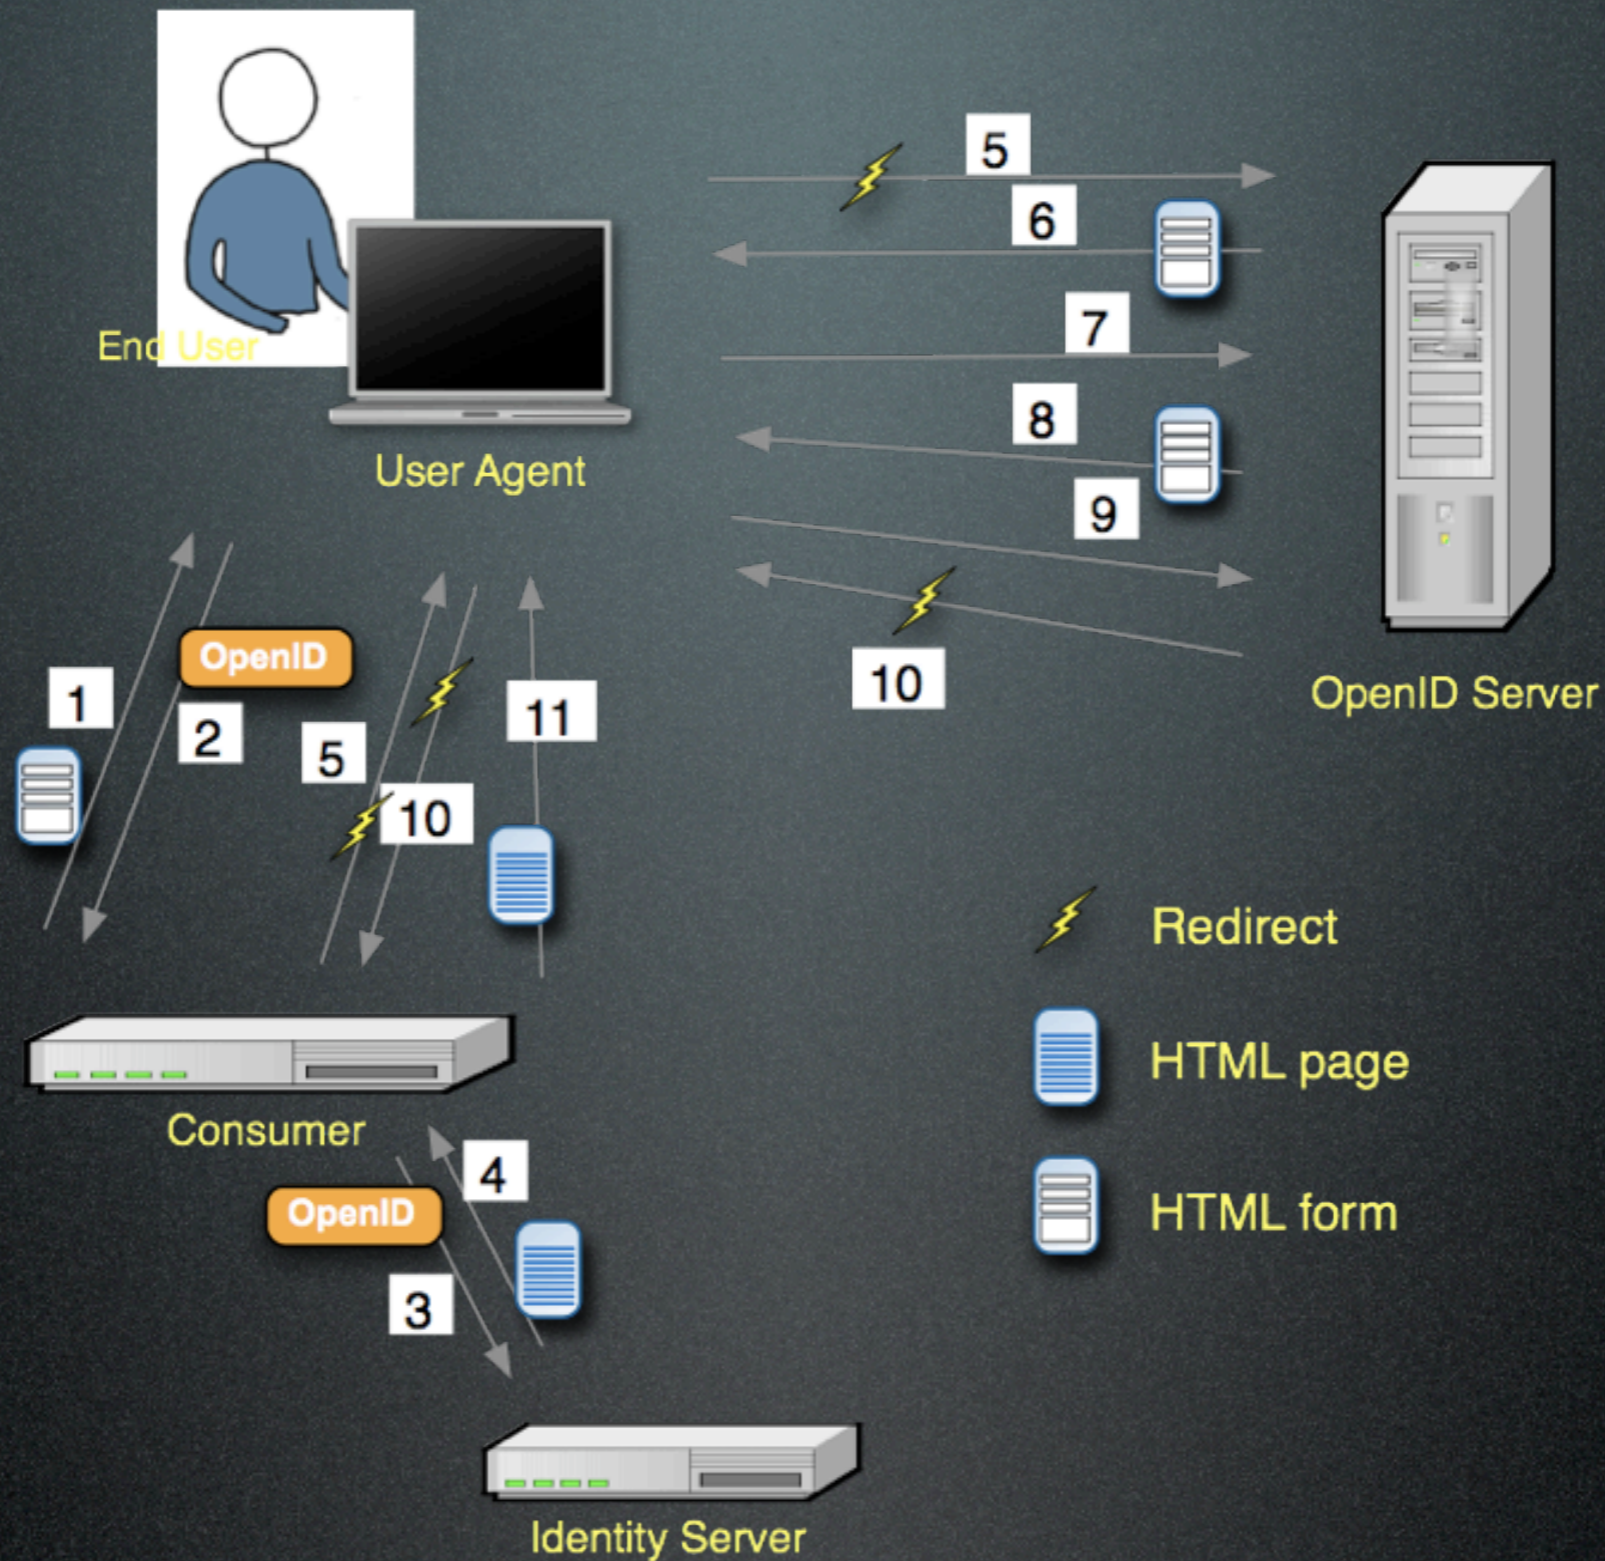 5
6
7
8
9
10
End User
User Agent
OpenID Server
OpenID
1
2
5
10
11
Redirect
HTML page
HTML form
Consumer
OpenID
4
3
Identity Server